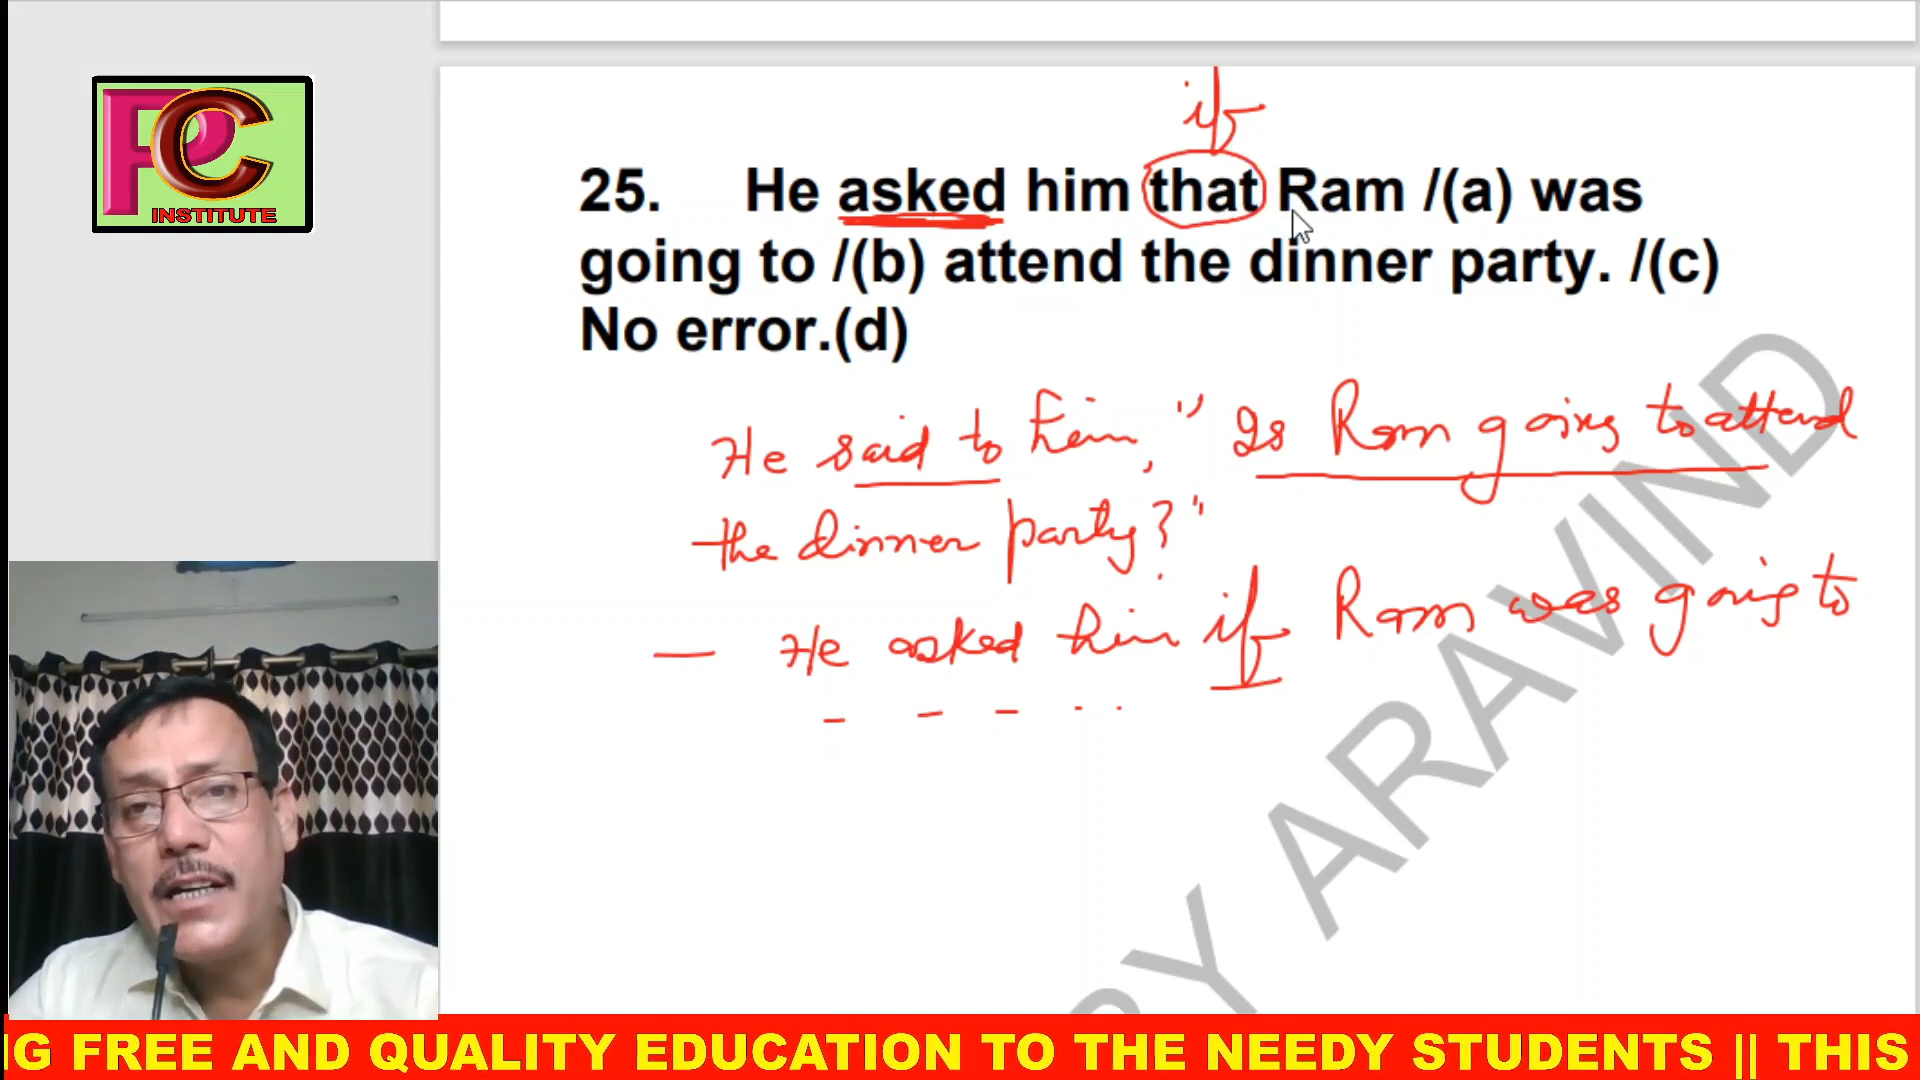 PC
INSTITUTE
if
25. He asked him that Ram /(a) was
going to /(b) attend the dinner party. /(c)
No error.(d)
He said to him, "Is Ram going to attend
the dinner party?"
— He asked him if Ram was going to
- - - . .
BY ARAVIND
G FREE AND QUALITY EDUCATION TO THE NEEDY STUDENTS || THIS